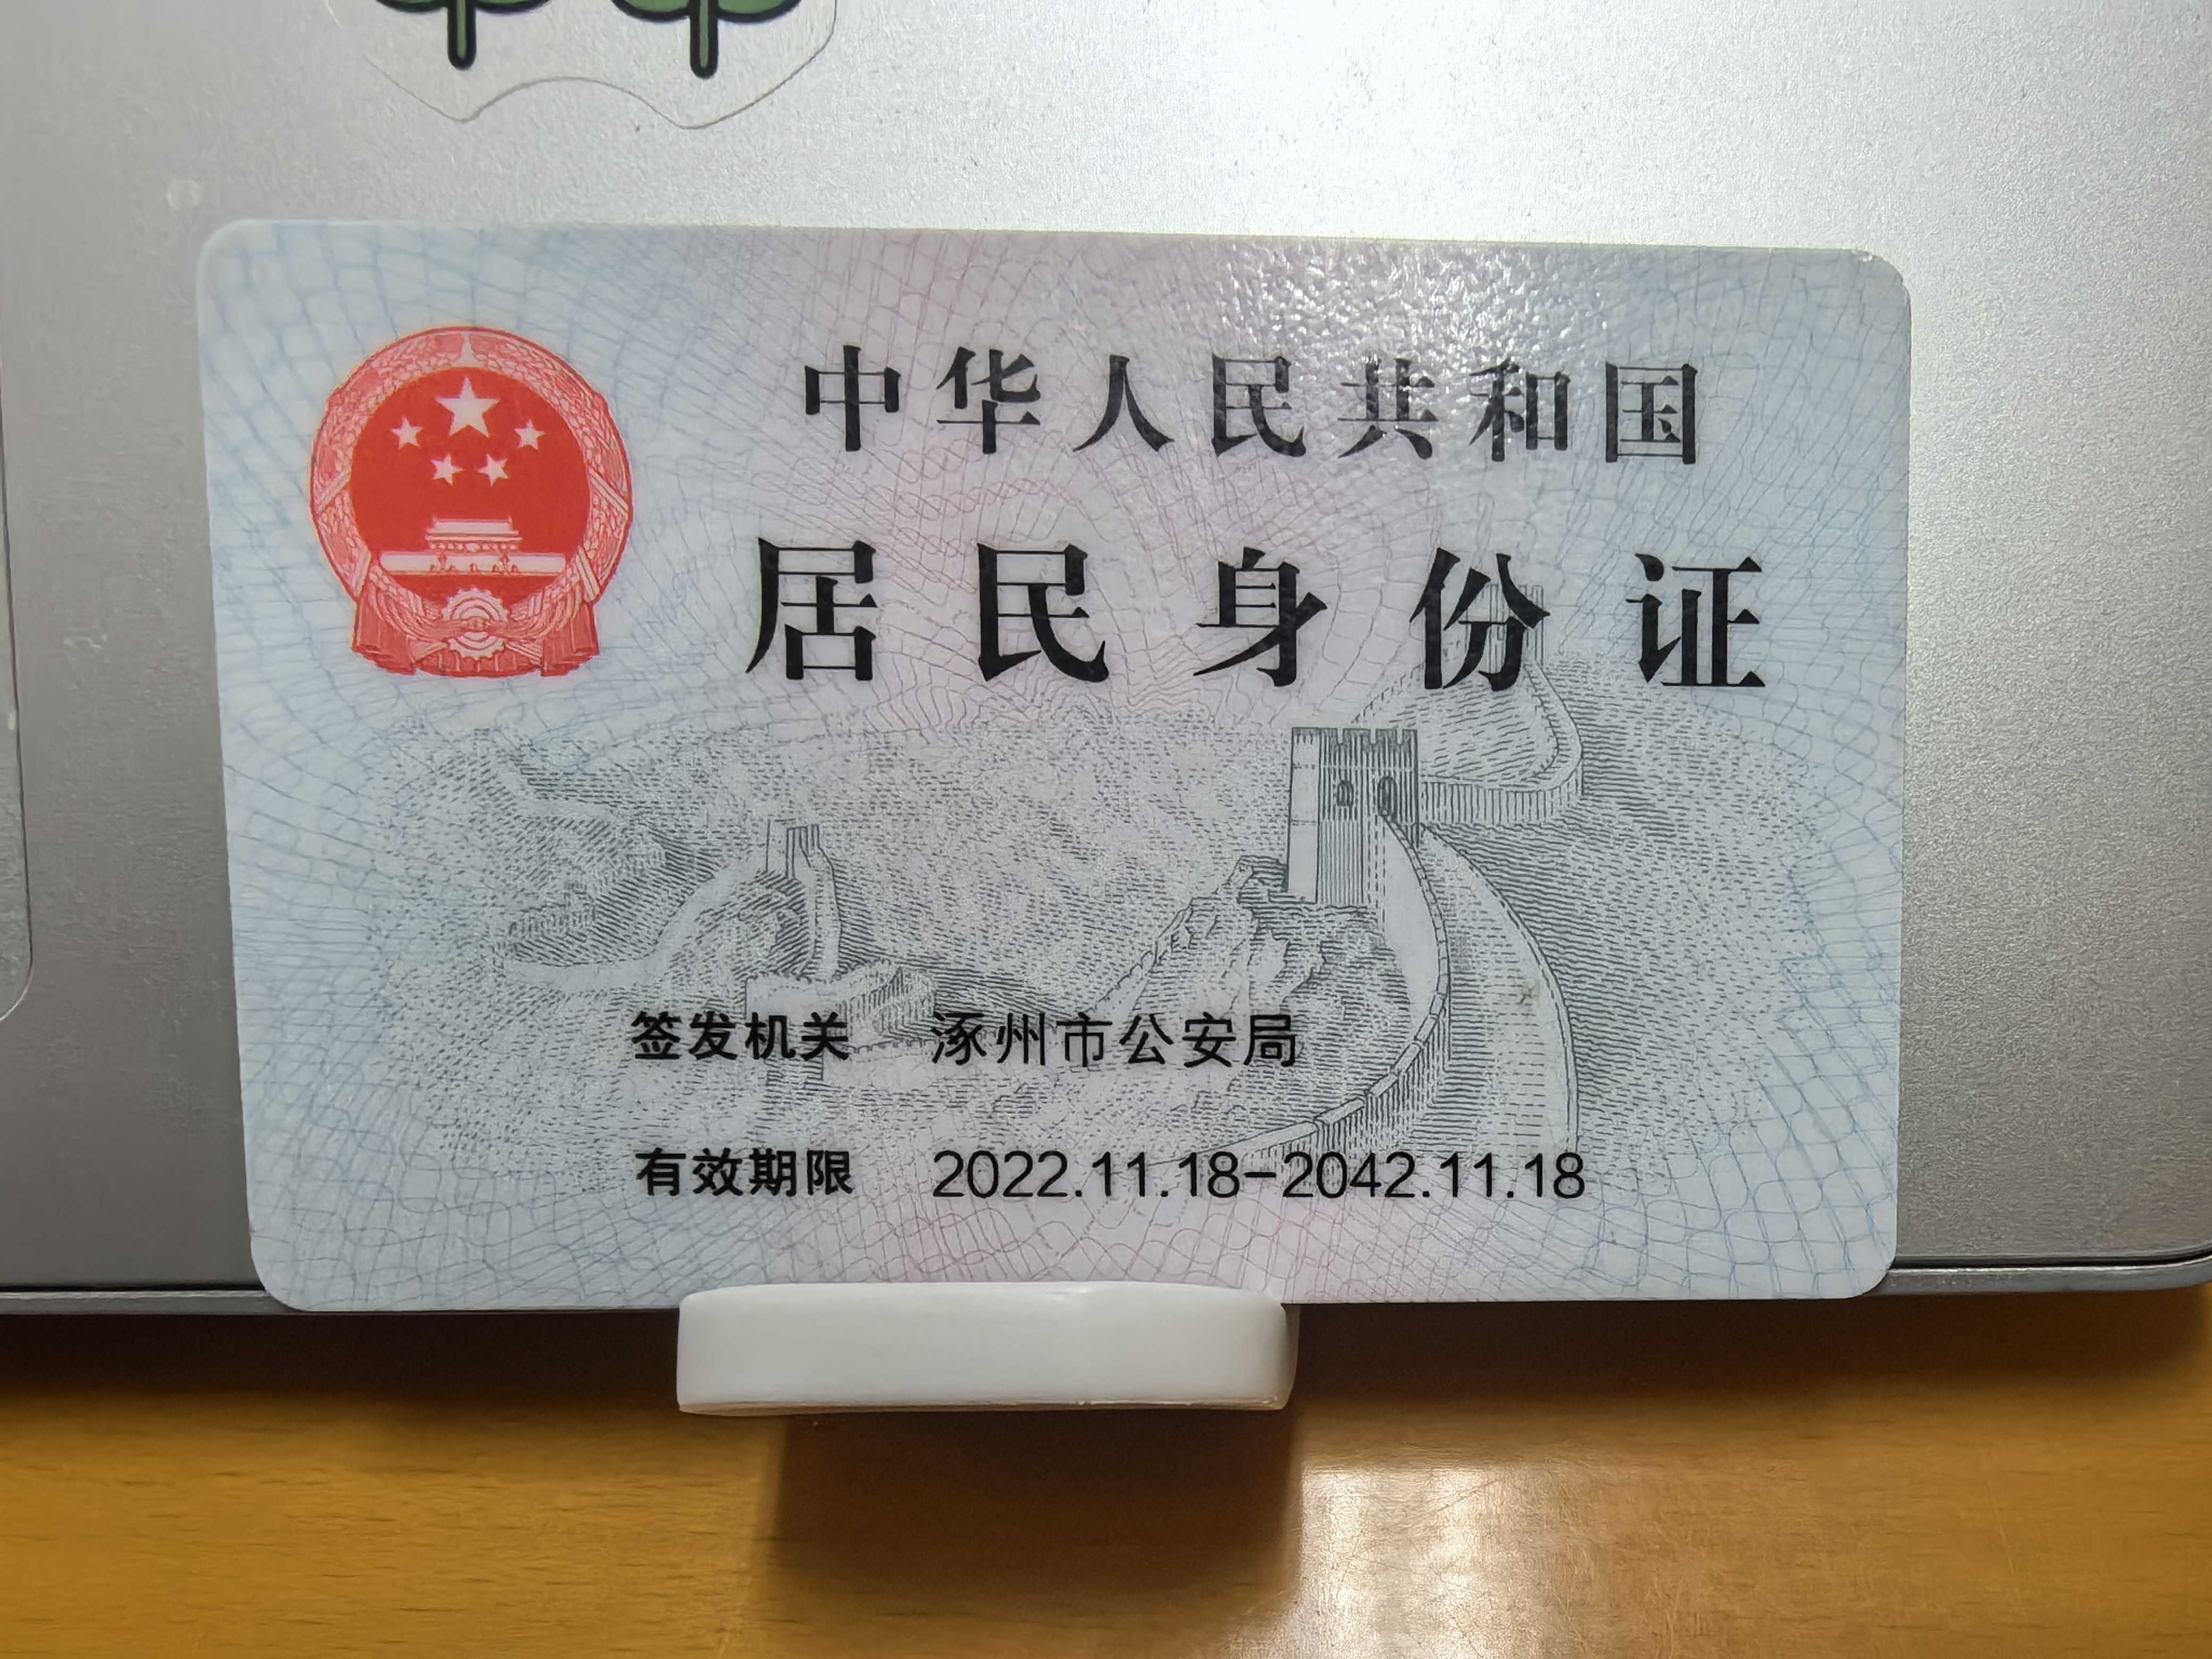 中华人民共和国
居民身份证
签发机关 涿州市公安局
有效期限 2022.11.18-2042.11.18